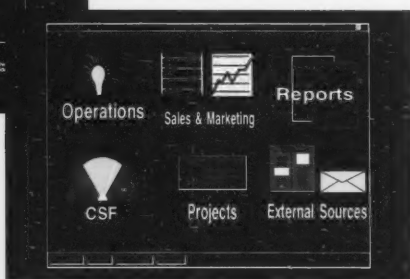 Operations
Sales & Marketing
Reports
CSF
Projects
External Sources